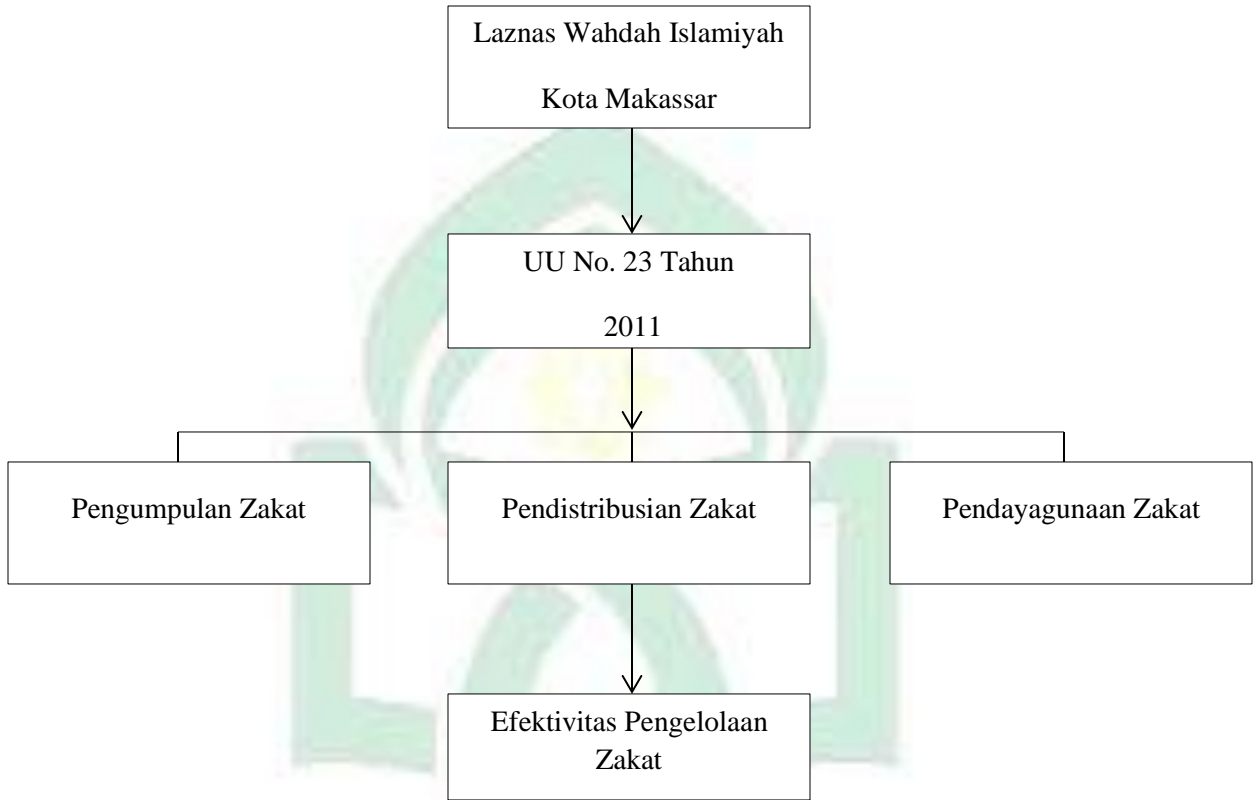 Laznas Wahdah Islamiyah
Kota Makassar
UU No. 23 Tahun
2011
Pengumpulan Zakat
Pendistribusian Zakat
Pendayagunaan Zakat
Efektivitas Pengelolaan
Zakat